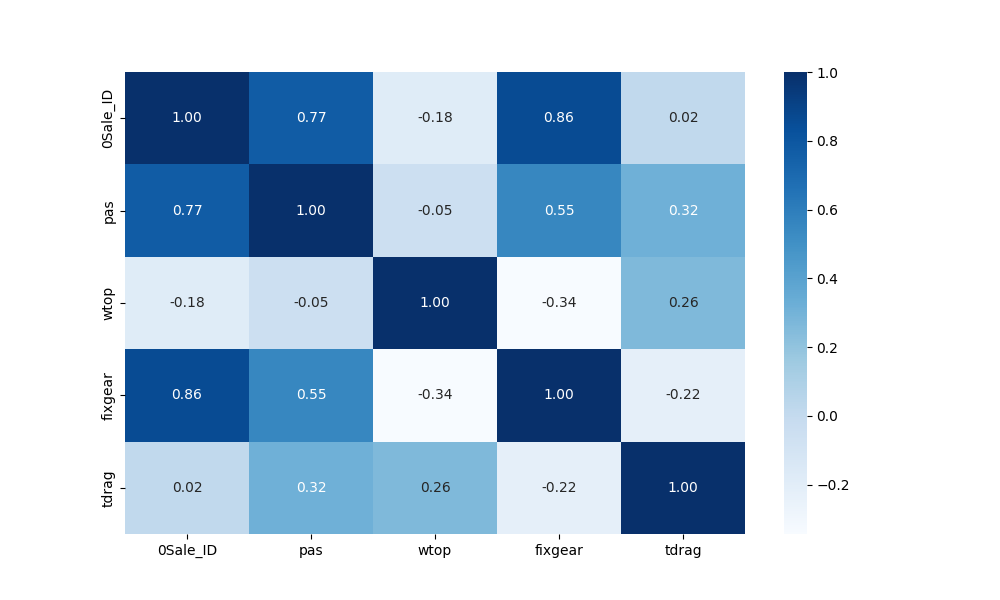 0Sale_ID 1.00 0.77 -0.18 0.86 0.02
pas 0.77 1.00 -0.05 0.55 0.32
wtop -0.18 -0.05 1.00 -0.34 0.26
fixgear 0.86 0.55 -0.34 1.00 -0.22
tdrag 0.02 0.32 0.26 -0.22 1.00
0Sale_ID pas wtop fixgear tdrag
1.0
0.8
0.6
0.4
0.2
0.0
−0.2